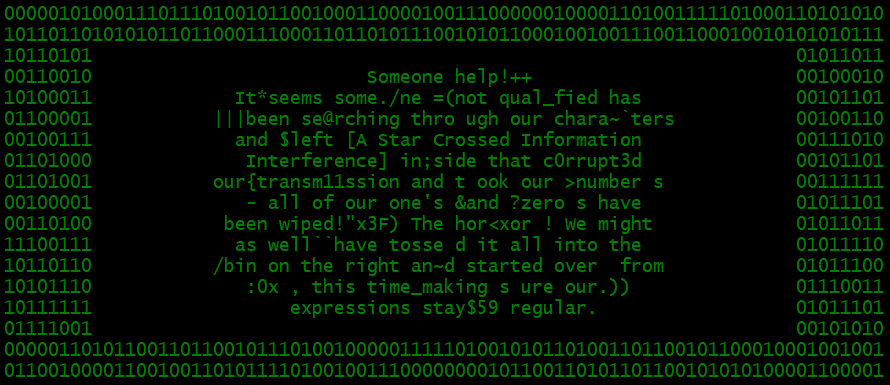 00000101000111011101001011001000110000100111000000100001101001111101000110101010
10110110101010110110001110001101101011100101011000100100111001100010010101010111
10110101 01011011
00110010 Someone help!++ 00100010
10100011 It*seems some./ne =(not qual_fied has 00101101
01100001 |||been se@rching thro ugh our chara~`ters 00100110
00100111 and $left [A Star Crossed Information 00111010
01101000 Interference] in;side that c0rrupt3d 00101101
01101001 our{transm11ssion and t ook our >number s 00111111
00100001 - all of our one's &and ?zero s have 01011101
00110100 been wiped!"x3F) The hor<xor ! We might 01011011
11100111 as well``have tosse d it all into the 01011110
10110110 /bin on the right an~d started over  from 01011100
10101110 :0x , this time_making s ure our.)) 01110011
10111111 expressions stay$59 regular. 01011101
01111001 00101010
00000110101100110110010111010010000011111010010101101001101100101100010001001001
011001000011001001101011110100100111000000000101100110101101100101010100001100001